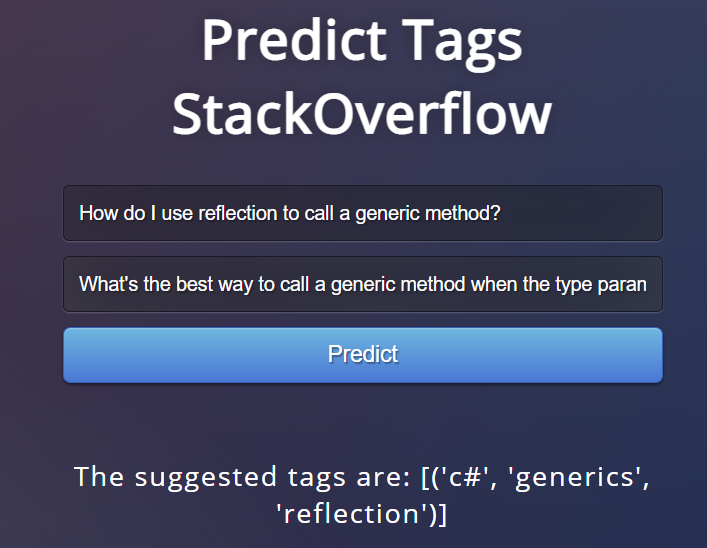 Predict Tags
StackOverflow
How do I use reflection to call a generic method?
What's the best way to call a generic method when the type param
Predict
The suggested tags are: [('c#', 'generics',
'reflection')]